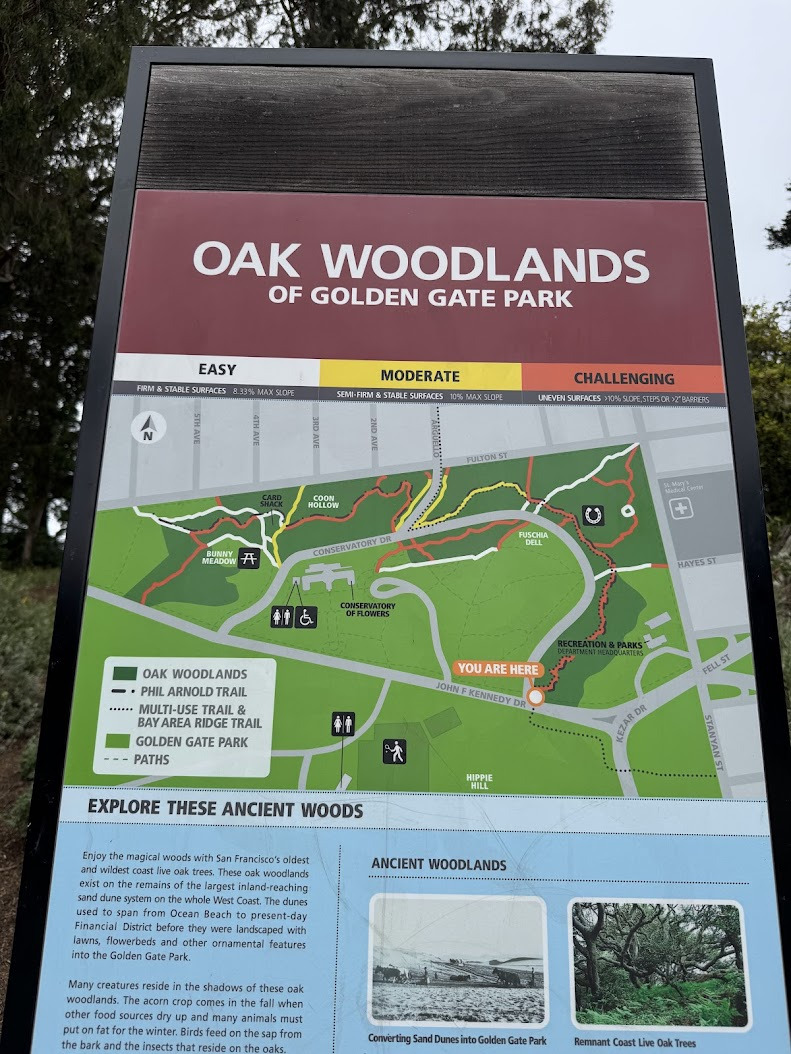 OAK WOODLANDS
OF GOLDEN GATE PARK
EASY
MODERATE
CHALLENGING
FIRM & STABLE SURFACES 8.33% MAX SLOPE
SEMI-FIRM & STABLE SURFACES 10% MAX SLOPE
UNEVEN SURFACES >10% SLOPE, STEPS OR >2" BARRIERS
N
5TH AVE
4TH AVE
3RD AVE
2ND AVE
ARGUELLO
FULTON ST
St. Mary's
Medical Center
CARD
SHACK
COON
HOLLOW
BUNNY
MEADOW
CONSERVATORY DR
FUSCHIA
DELL
HAYES ST
CONSERVATORY
OF FLOWERS
RECREATION & PARKS
DEPARTMENT HEADQUARTERS
YOU ARE HERE
JOHN F KENNEDY DR
FELL ST
KEZAR DR
STANYAN ST
OAK WOODLANDS
PHIL ARNOLD TRAIL
MULTI-USE TRAIL &
BAY AREA RIDGE TRAIL
GOLDEN GATE PARK
PATHS
HIPPIE
HILL
EXPLORE THESE ANCIENT WOODS
Enjoy the magical woods with San Francisco's oldest
and wildest coast live oak trees. These oak woodlands
exist on the remains of the largest inland-reaching
sand dune system on the whole West Coast. The dunes
used to span from Ocean Beach to present-day
Financial District before they were landscaped with
lawns, flowerbeds and other ornamental features
into the Golden Gate Park.
Many creatures reside in the shadows of these oak
woodlands. The acorn crop comes in the fall when
other food sources dry up and many animals must
put on fat for the winter. Birds feed on the sap from
the bark and the insects that reside on the oaks.
ANCIENT WOODLANDS
Converting Sand Dunes into Golden Gate Park
Remnant Coast Live Oak Trees